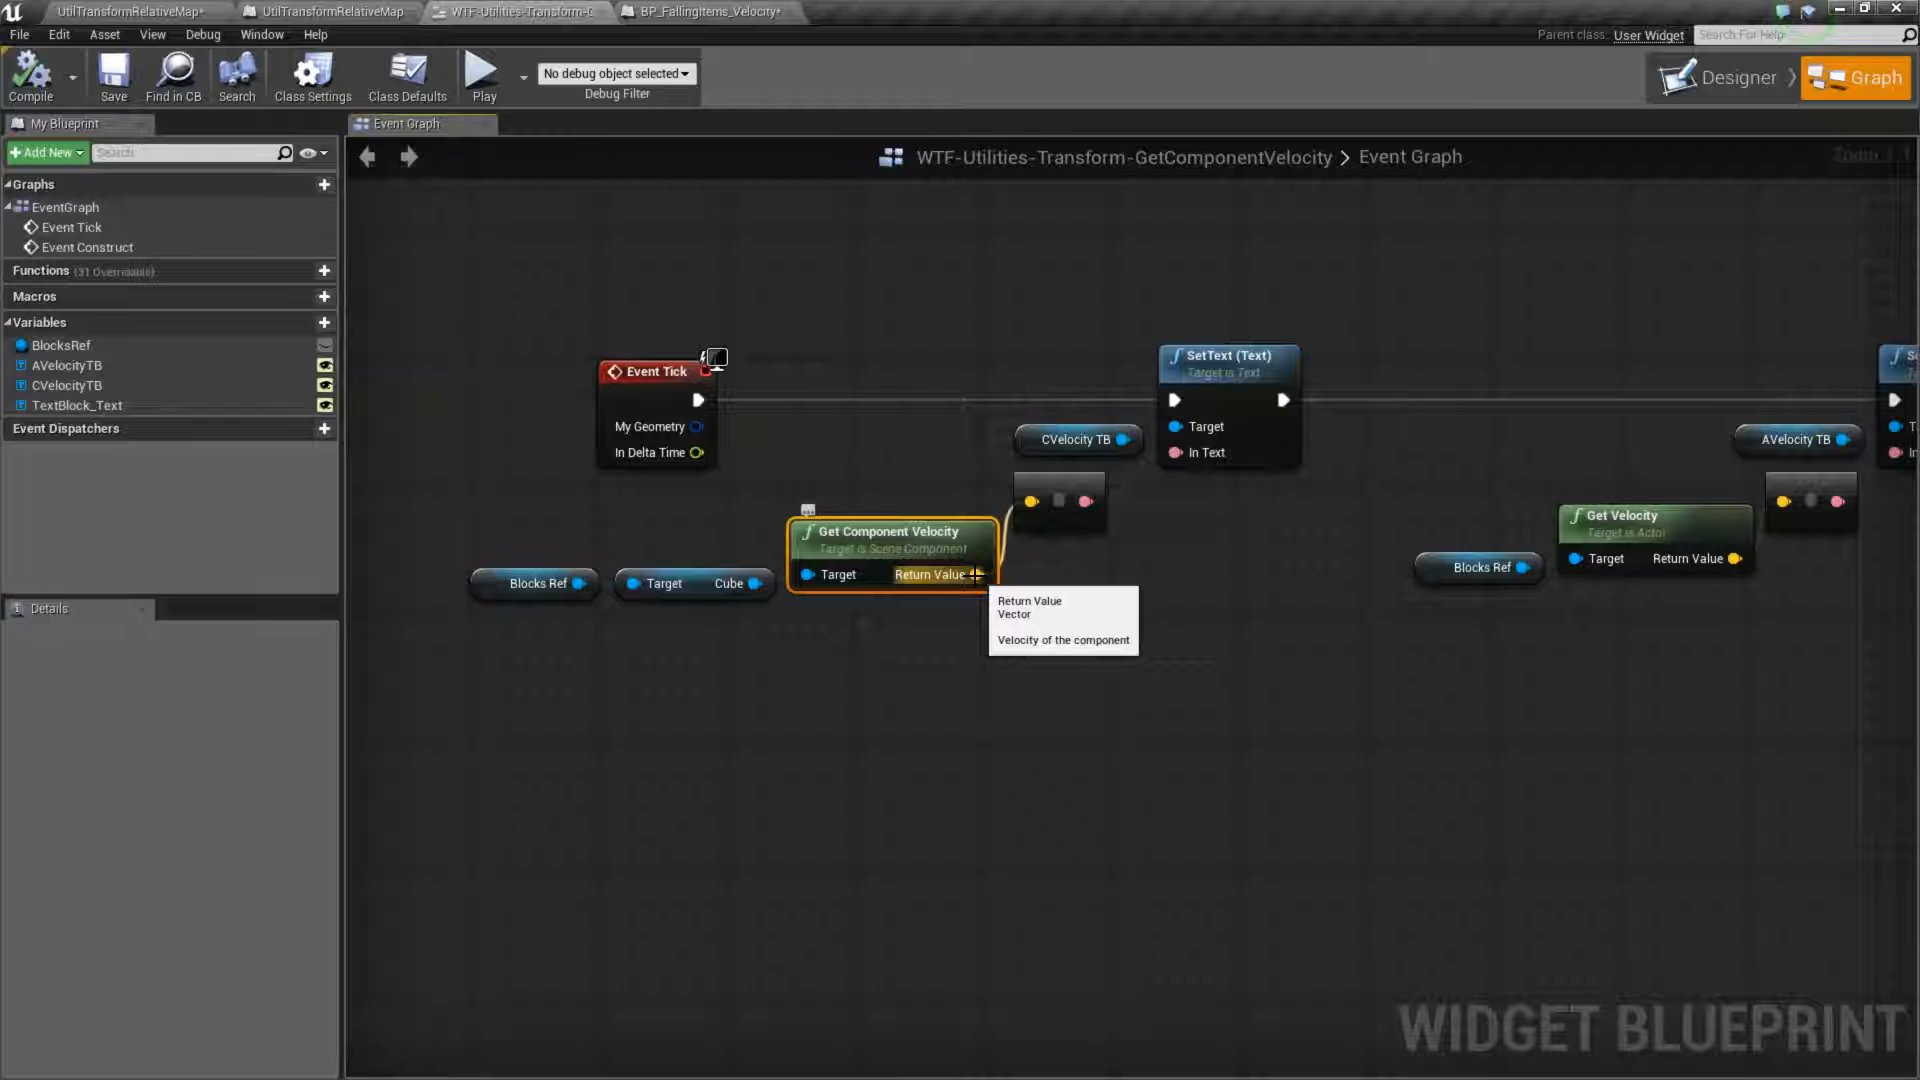 UtilTransformRelativeMap*
UtilTransformRelativeMap
WTF-Utilities-Transform-
BP_FallingItems_Velocity*
File
Edit
Asset
View
Debug
Window
Help
Parent class:
User Widget
Search For Help
Compile
Save
Find in CB
Search
Class Settings
Class Defaults
Play
No debug object selected
Debug Filter
Designer
Graph
My Blueprint
Event Graph
Add New
Search
WTF-Utilities-Transform-GetComponentVelocity > Event Graph
Graphs
EventGraph
Event Tick
Event Construct
Functions (31 Overridable)
Macros
Variables
BlocksRef
AVelocityTB
CVelocityTB
TextBlock_Text
Event Dispatchers
Details
Event Tick
My Geometry
In Delta Time
SetText (Text)
Target is Text
Target
In Text
CVelocity TB
AVelocity TB
Get Component Velocity
Target is Scene Component
Target
Return Value
Blocks Ref
Target
Cube
Return Value
Vector
Velocity of the component
Get Velocity
Target is Actor
Target
Return Value
Blocks Ref
WIDGET BLUEPRINT